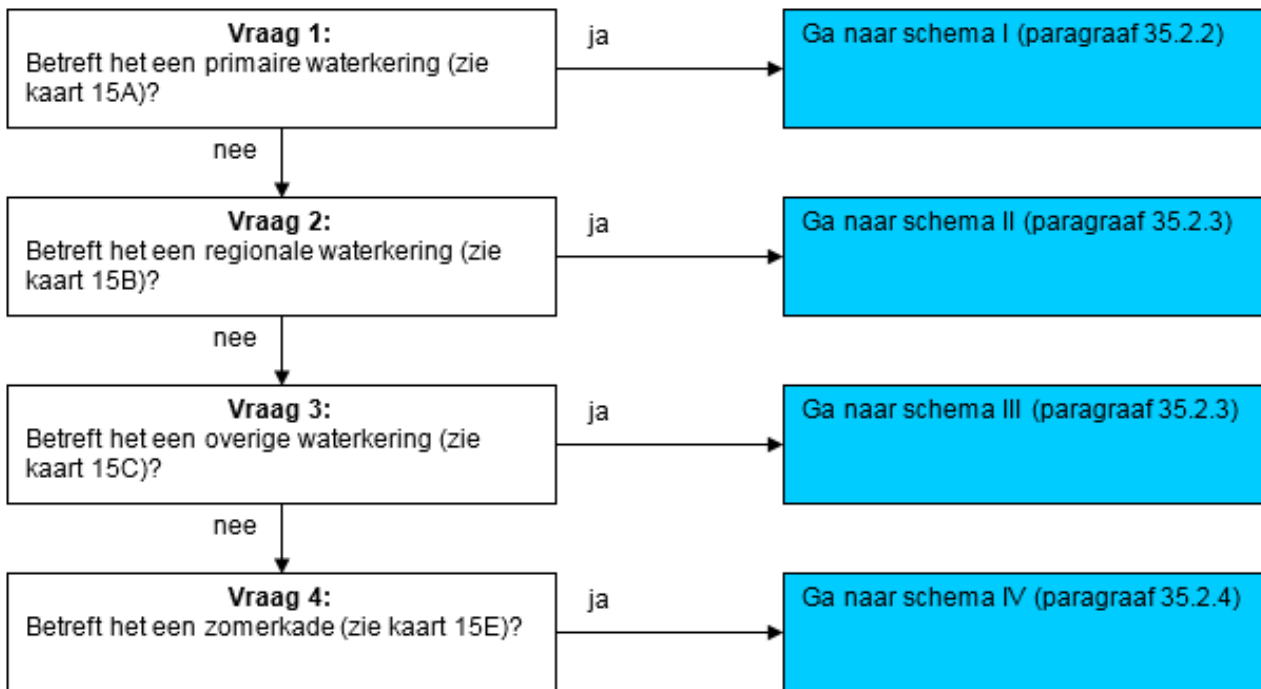 Vraag 1:
Betreft het een primaire waterkering (zie
kaart 15A)?
ja
Ga naar schema I (paragraaf 35.2.2)
nee
Vraag 2:
Betreft het een regionale waterkering (zie
kaart 15B)?
ja
Ga naar schema II (paragraaf 35.2.3)
nee
Vraag 3:
Betreft het een overige waterkering (zie
kaart 15C)?
ja
Ga naar schema III (paragraaf 35.2.3)
nee
Vraag 4:
Betreft het een zomerkade (zie kaart 15E)?
ja
Ga naar schema IV (paragraaf 35.2.4)